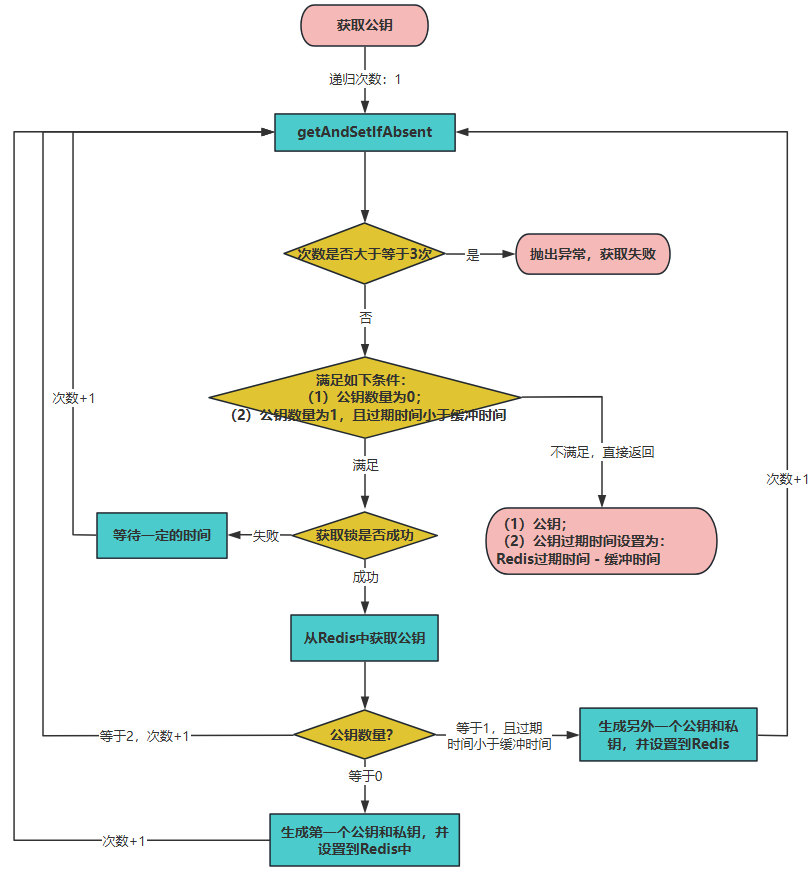 获取公钥
递归次数：1
getAndSetIfAbsent
次数是否大于等于3次
是
抛出异常，获取失败
否
满足如下条件：
（1）公钥数量为0；
（2）公钥数量为1，且过期时间小于缓冲时间
次数+1
不满足，直接返回
满足
次数+1
（1）公钥；
（2）公钥过期时间设置为：
Redis过期时间 - 缓冲时间
等待一定的时间
失败
获取锁是否成功
成功
从Redis中获取公钥
等于2，次数+1
公钥数量？
等于1，且过期
时间小于缓冲时间
生成另外一个公钥和私
钥，并设置到Redis
等于0
次数+1
生成第一个公钥和私钥，并
设置到Redis中